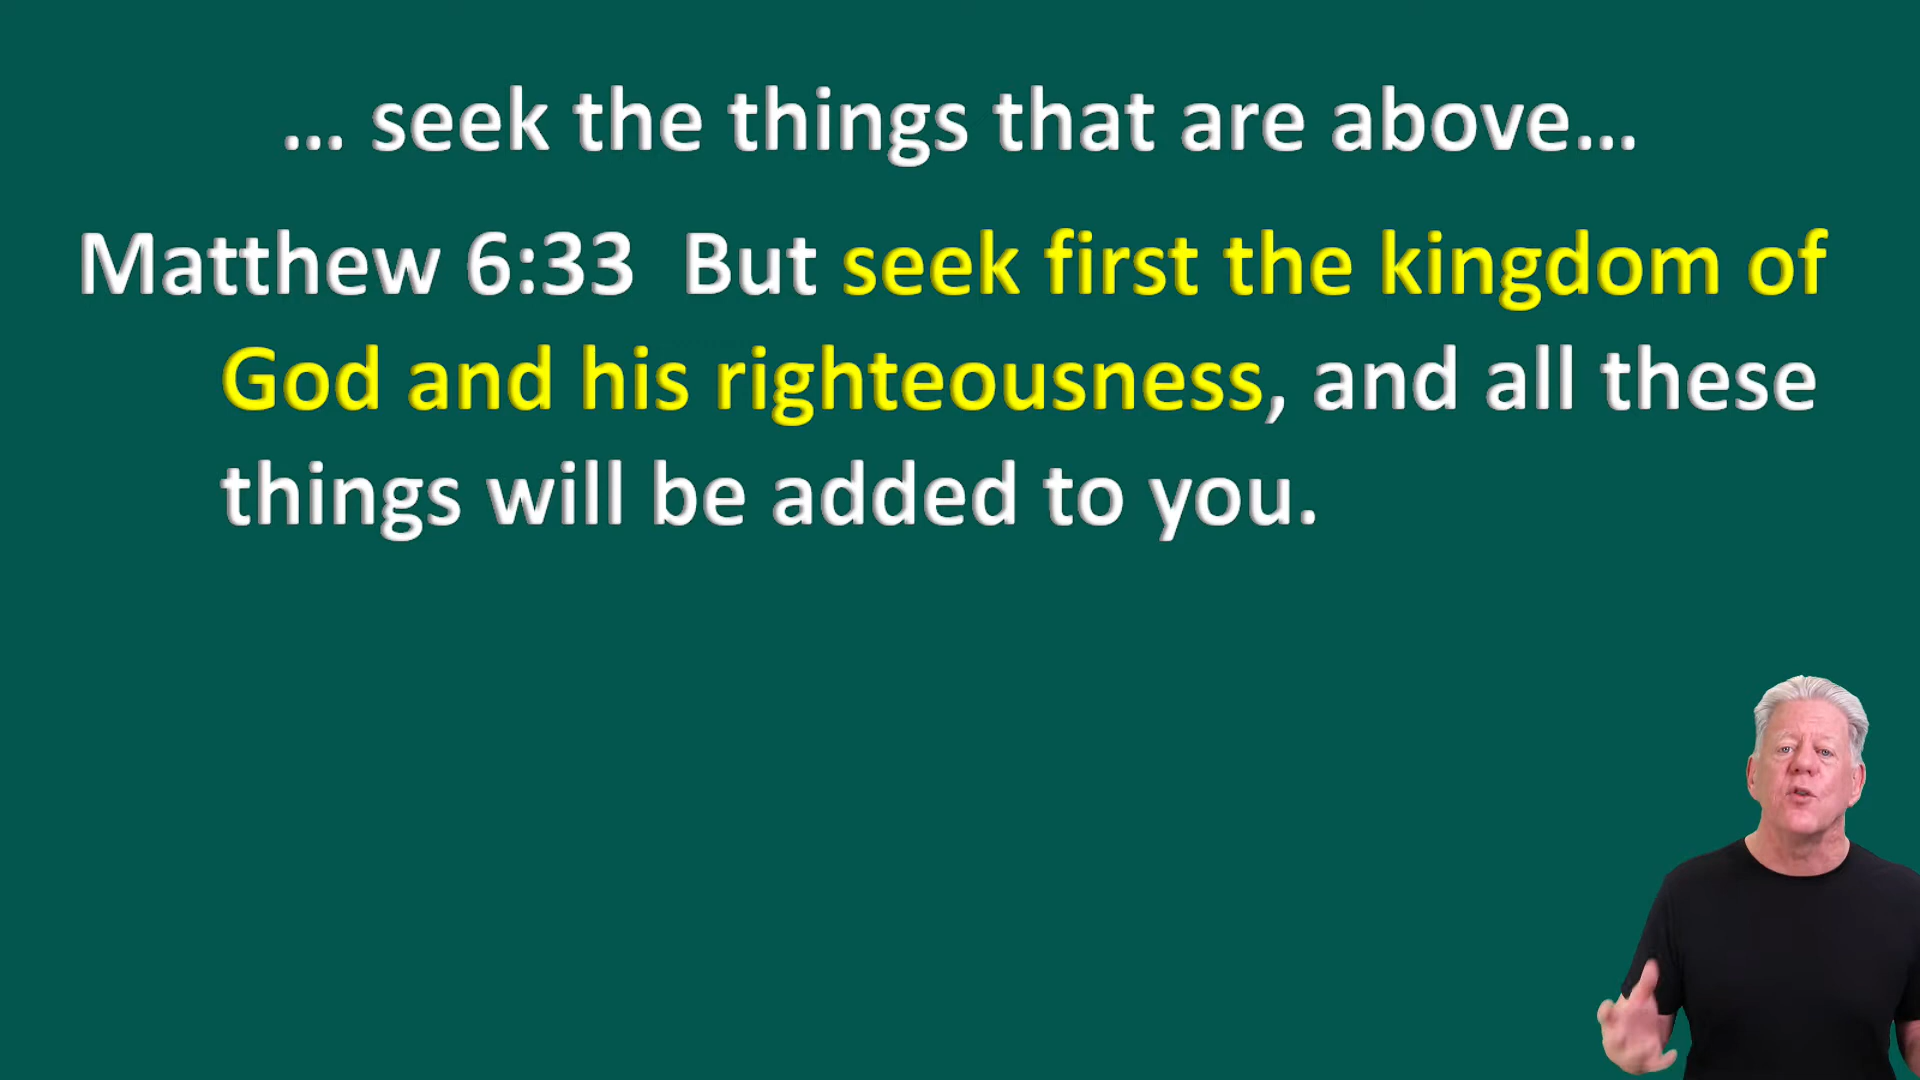 ... seek the things that are above...
Matthew 6:33  But seek first the kingdom of
God and his righteousness, and all these
things will be added to you.